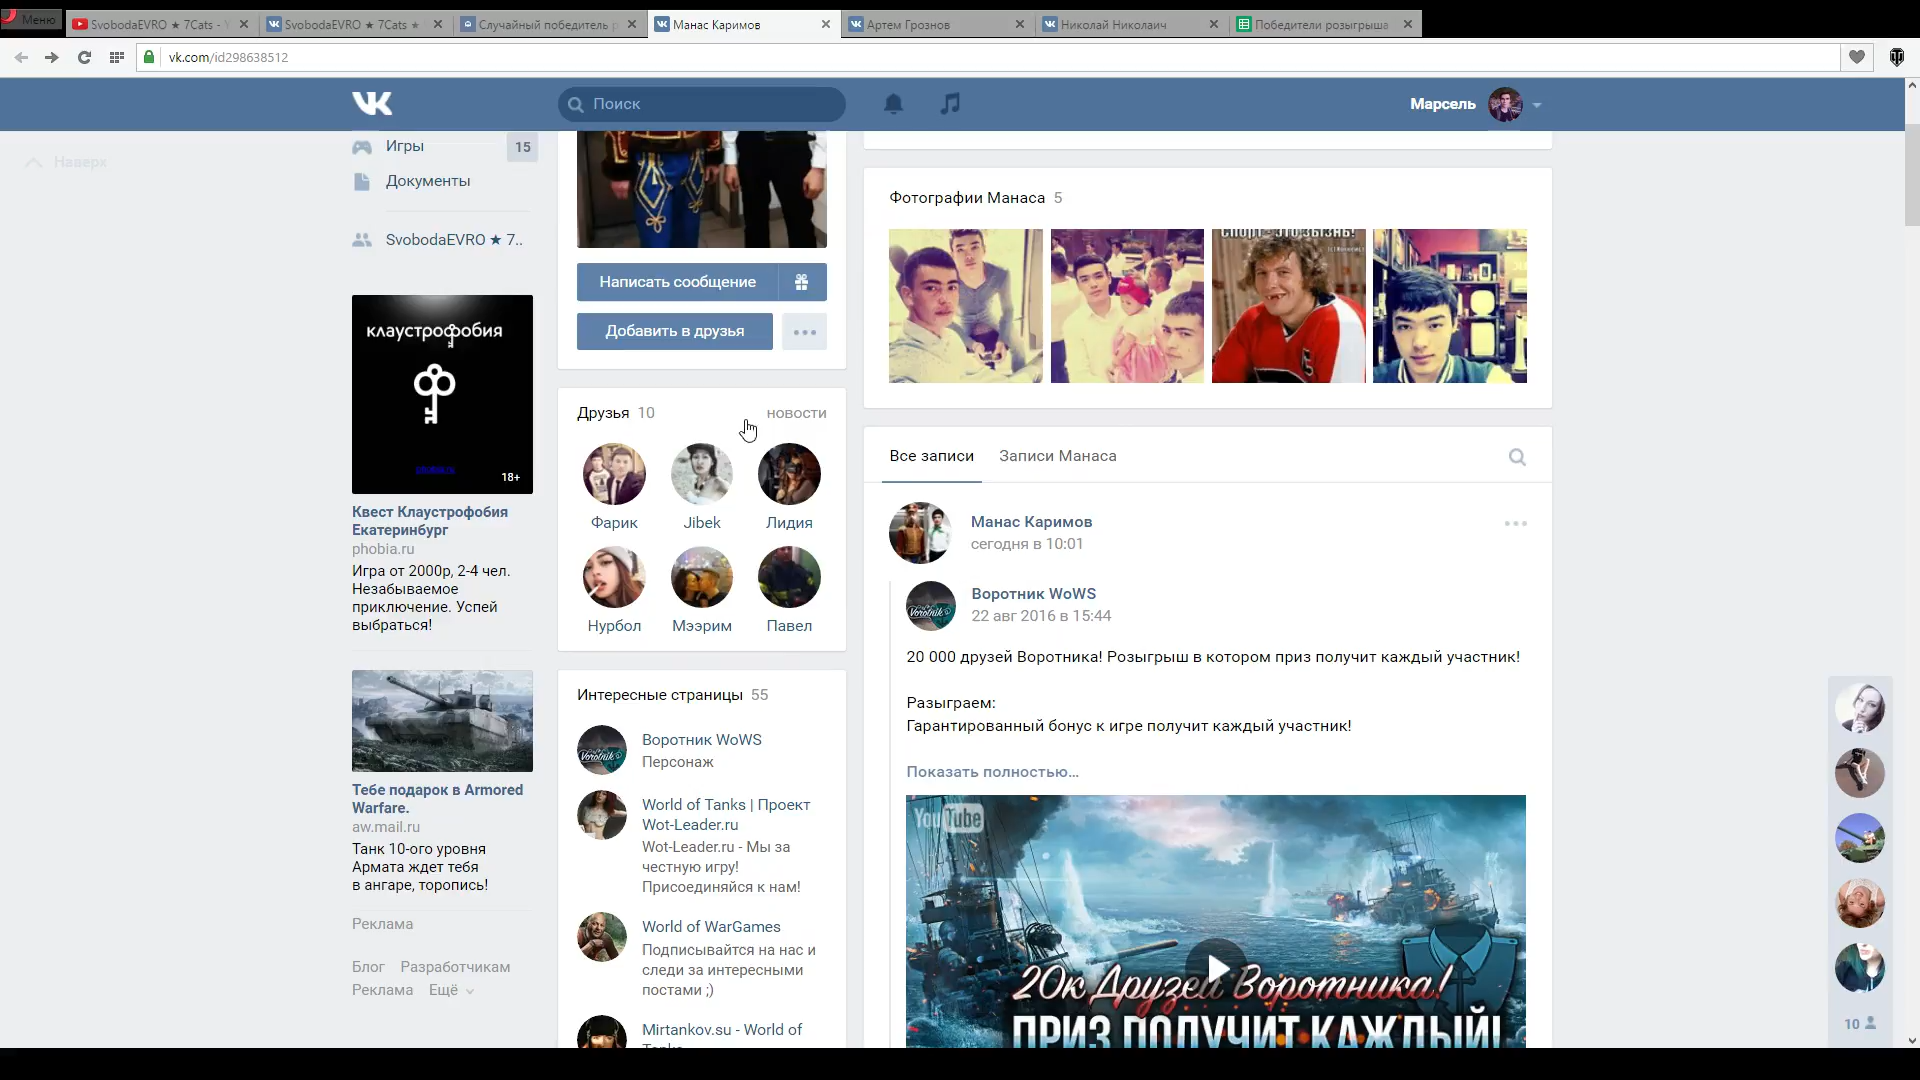 Меню
SvobodaEVRO ★ 7Cats -
SvobodaEVRO ★ 7Cats ★
Случайный победитель р
Манас Каримов
Артем Грознов
Николай Николаич
Победители розыгрыша
vk.com/id298638512
Поиск
Марсель
Наверх
Игры
15
Документы
SvobodaEVRO ★ 7..
клаустрофобия
phobia.ru
18+
Квест Клаустрофобия
Екатеринбург
phobia.ru
Игра от 2000р, 2-4 чел.
Незабываемое
приключение. Успей
выбраться!
Тебе подарок в Armored
Warfare.
aw.mail.ru
Танк 10-ого уровня
Армата ждет тебя
в ангаре, торопись!
Реклама
Блог Разработчикам
Реклама Ещё
Написать сообщение
Добавить в друзья
Друзья 10
новости
Фарик
Jibek
Лидия
Нурбол
Мээрим
Павел
Интересные страницы 55
Воротник WoWS
Персонаж
World of Tanks | Проект
Wot-Leader.ru
Wot-Leader.ru - Мы за
честную игру!
Присоединяйся к нам!
World of WarGames
Подписывайтся на нас и
следи за интересными
постами ;)
Mirtankov.su - World of
Tanks
Фотографии Манаса 5
СПОРТ - ЭТО ЖИЗНЬ!
Все записи
Записи Манаса
Манас Каримов
сегодня в 10:01
Воротник WoWS
22 авг 2016 в 15:44
20 000 друзей Воротника! Розыгрыш в котором приз получит каждый участник!
Разыграем:
Гарантированный бонус к игре получит каждый участник!
Показать полностью…
YouTube
20к Друзей Воротника!
ПРИЗ ПОЛУЧИТ КАЖДЫЙ!
10